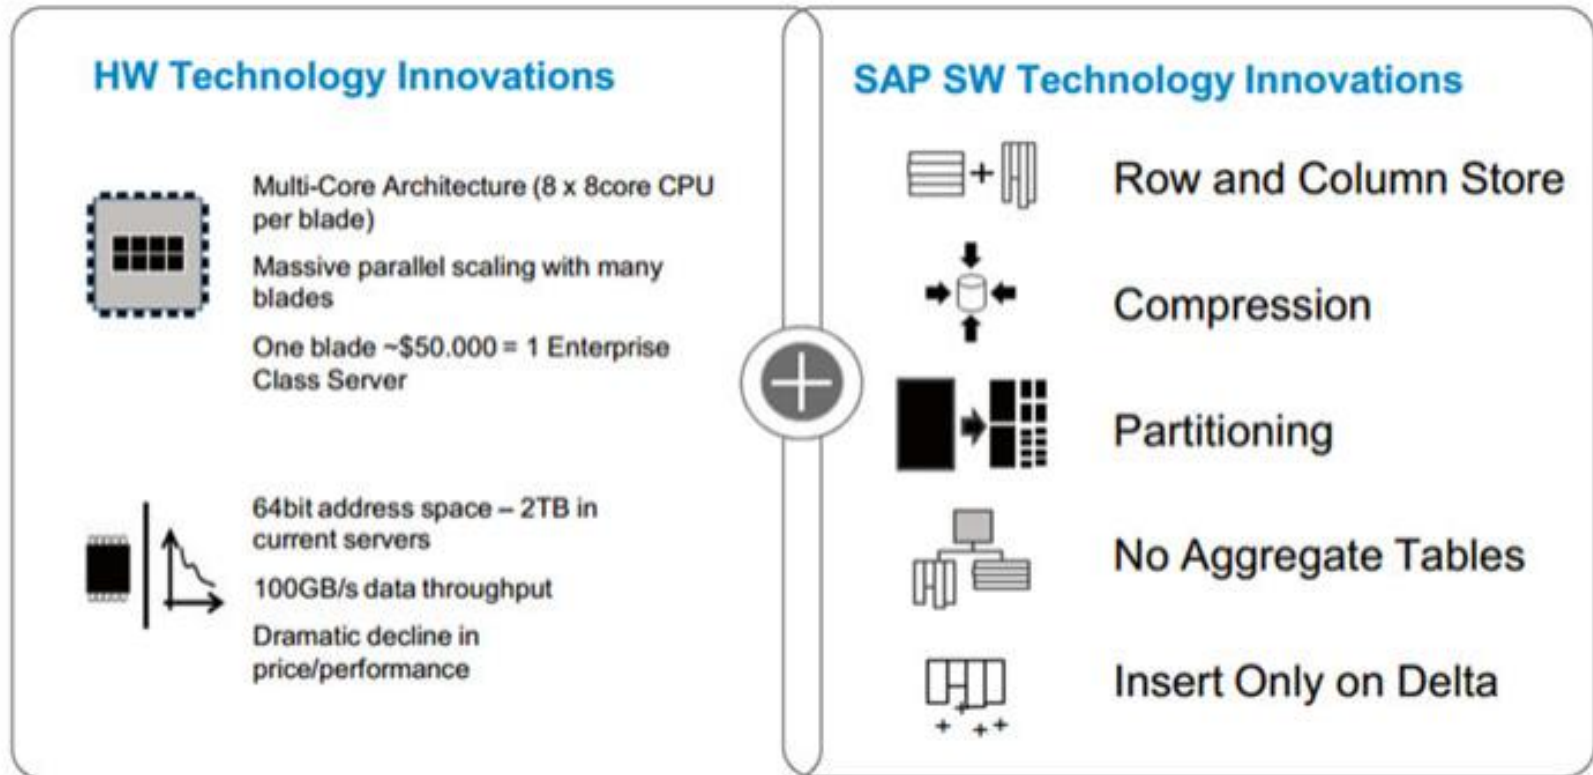 HW Technology Innovations
Multi-Core Architecture (8 x 8core CPU
per blade)
Massive parallel scaling with many
blades
One blade ~$50.000 = 1 Enterprise
Class Server
64bit address space – 2TB in
current servers
100GB/s data throughput
Dramatic decline in
price/performance
SAP SW Technology Innovations
Row and Column Store
Compression
Partitioning
No Aggregate Tables
Insert Only on Delta